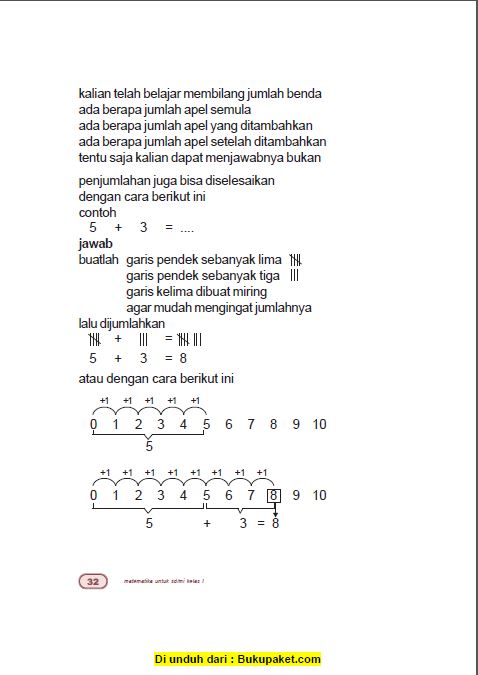 kalian telah belajar membilang jumlah benda
ada berapa jumlah apel semula
ada berapa jumlah apel yang ditambahkan
ada berapa jumlah apel setelah ditambahkan
tentu saja kalian dapat menjawabnya bukan
penjumlahan juga bisa diselesaikan
dengan cara berikut ini
contoh
5 + 3 = ....
jawab
buatlah garis pendek sebanyak lima
garis pendek sebanyak tiga |||
garis kelima dibuat miring
agar mudah mengingat jumlahnya
lalu dijumlahkan
+ ||| = |||
5 + 3 = 8
atau dengan cara berikut ini
+1 +1 +1 +1 +1
0 1 2 3 4 5 6 7 8 9 10
5
+1 +1 +1 +1 +1 +1 +1 +1
0 1 2 3 4 5 6 7 8 9 10
5 + 3 = 8
32 matematika untuk sd/mi kelas I
Di unduh dari : Bukupaket.com